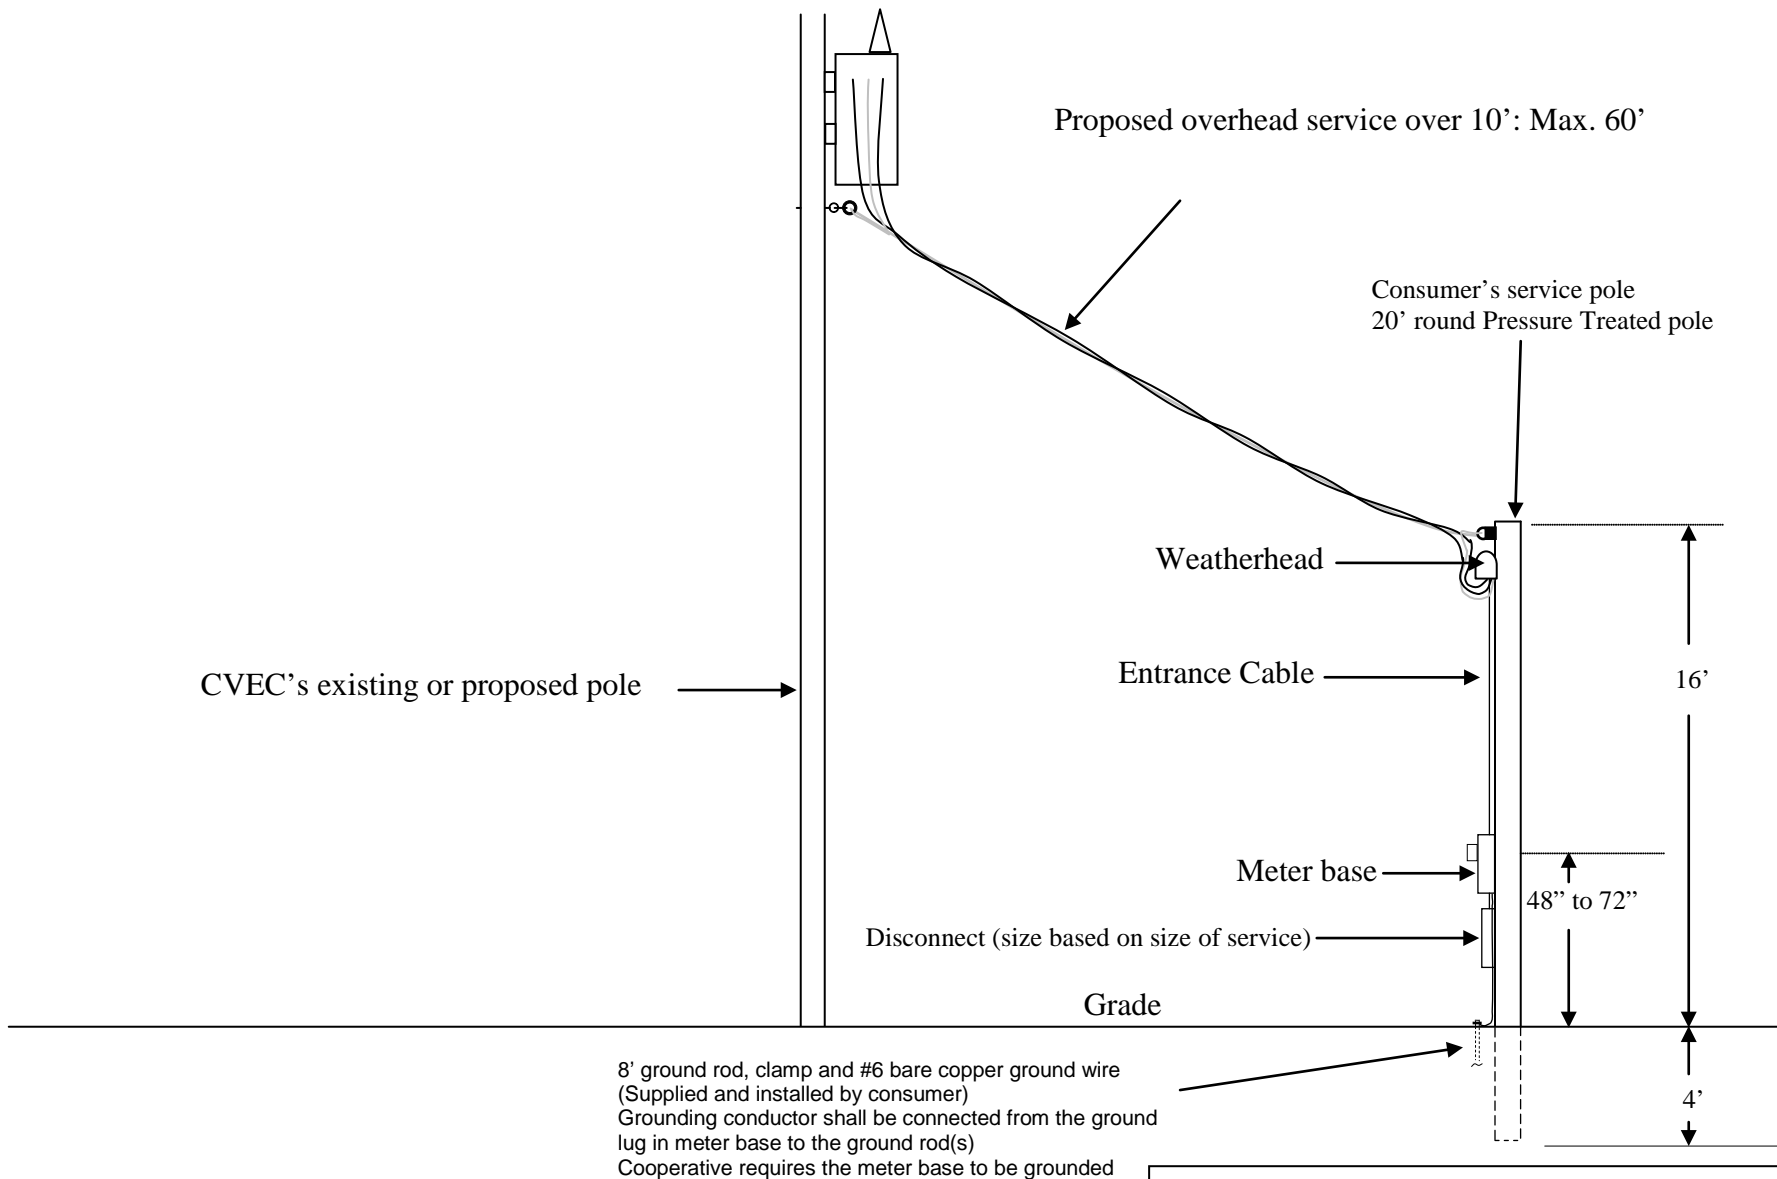 Proposed overhead service over 10’: Max. 60’
Consumer’s service pole
20’ round Pressure Treated pole
Weatherhead
Entrance Cable
CVEC’s existing or proposed pole
16’
Meter base
48” to 72”
Disconnect (size based on size of service)
Grade
8’ ground rod, clamp and #6 bare copper ground wire
(Supplied and installed by consumer)
Grounding conductor shall be connected from the ground
lug in meter base to the ground rod(s)
Cooperative requires the meter base to be grounded
4’